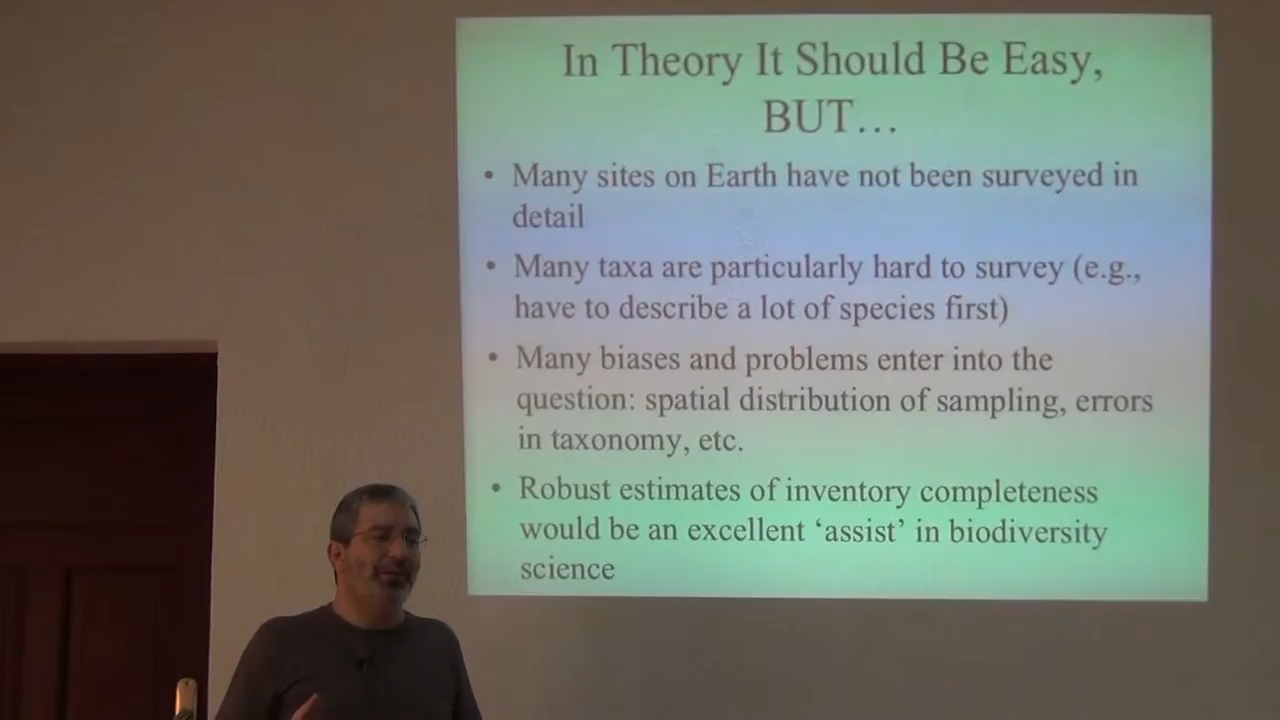 In Theory It Should Be Easy,
BUT…
• Many sites on Earth have not been surveyed in
detail
• Many taxa are particularly hard to survey (e.g.,
have to describe a lot of species first)
• Many biases and problems enter into the
question: spatial distribution of sampling, errors
in taxonomy, etc.
• Robust estimates of inventory completeness
would be an excellent ‘assist’ in biodiversity
science